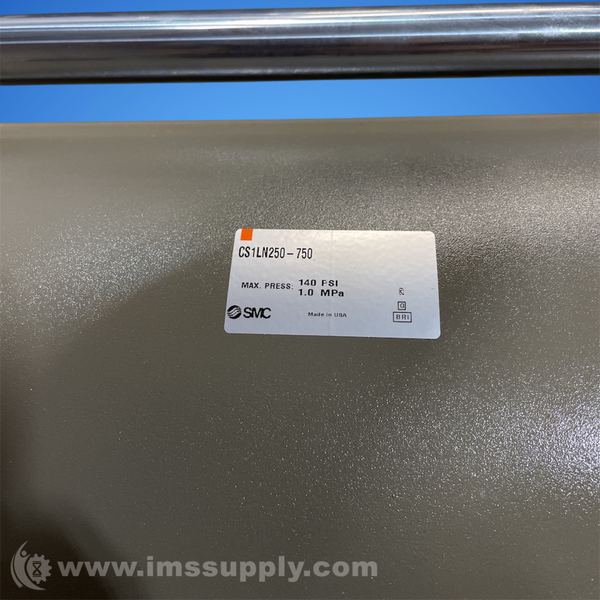 CS1LN250-750
MAX. PRESS: 140 PSI
1.0 MPa
SMC
Made in USA
BRI
www.imssupply.com